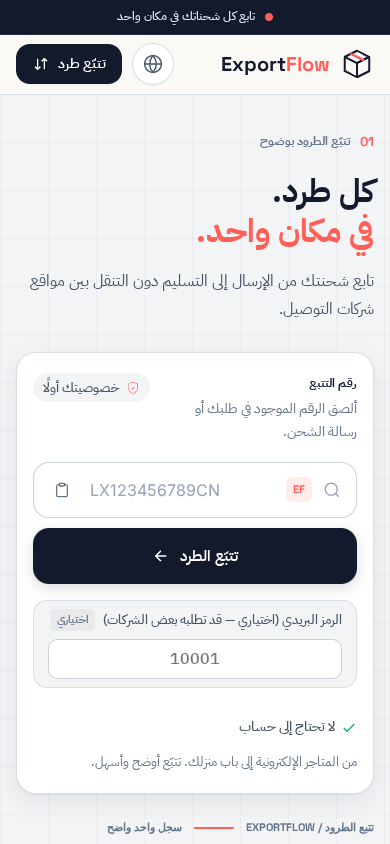 تابع كل شحناتك في مكان واحد
ExportFlow
تتبّع طرد
01 تتبّع الطرود بوضوح
كل طرد.
في مكان واحد.
تابع شحنتك من الإرسال إلى التسليم دون التنقل بين مواقع
شركات التوصيل.
رقم التتبع
خصوصيتك أولًا
ألصق الرقم الموجود في طلبك أو
رسالة الشحن.
EF LX123456789CN
تتبّع الطرد
الرمز البريدي (اختياري — قد تطلبه بعض الشركات) اختياري
10001
لا تحتاج إلى حساب
من المتاجر الإلكترونية إلى باب منزلك. تتبّع أوضح وأسهل.
تتبع الطرود / EXPORTFLOW سجل واحد واضح